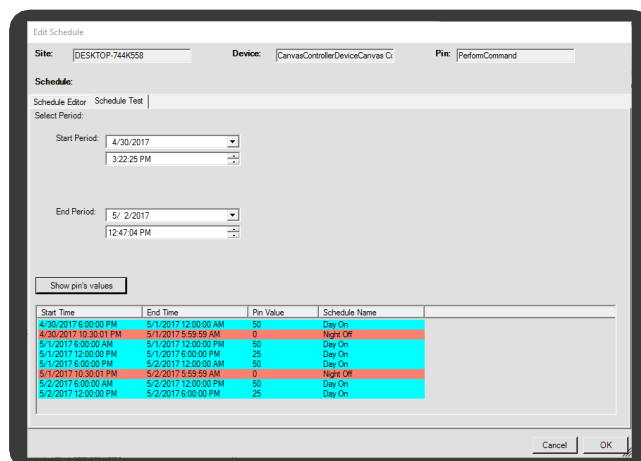 Edit Schedule
Site: DESKTOP-744K558 Device: CanvasControllerDeviceCanvas Cc Pin: PerformCommand
Schedule:
Schedule Editor Schedule Test
Select Period:
Start Period: 4/30/2017
3:22:25 PM
End Period: 5/ 2/2017
12:47:04 PM
Show pin's values
Start Time End Time Pin Value Schedule Name
4/30/2017 6:00:00 PM 5/1/2017 12:00:00 AM 50 Day On
4/30/2017 10:30:01 PM 5/1/2017 5:59:59 AM 0 Night Off
5/1/2017 6:00:00 AM 5/1/2017 12:00:00 PM 50 Day On
5/1/2017 12:00:00 PM 5/1/2017 6:00:00 PM 25 Day On
5/1/2017 6:00:00 PM 5/2/2017 12:00:00 AM 50 Day On
5/1/2017 10:30:01 PM 5/2/2017 5:59:59 AM 0 Night Off
5/2/2017 6:00:00 AM 5/2/2017 12:00:00 PM 50 Day On
5/2/2017 12:00:00 PM 5/2/2017 6:00:00 PM 25 Day On
Cancel OK